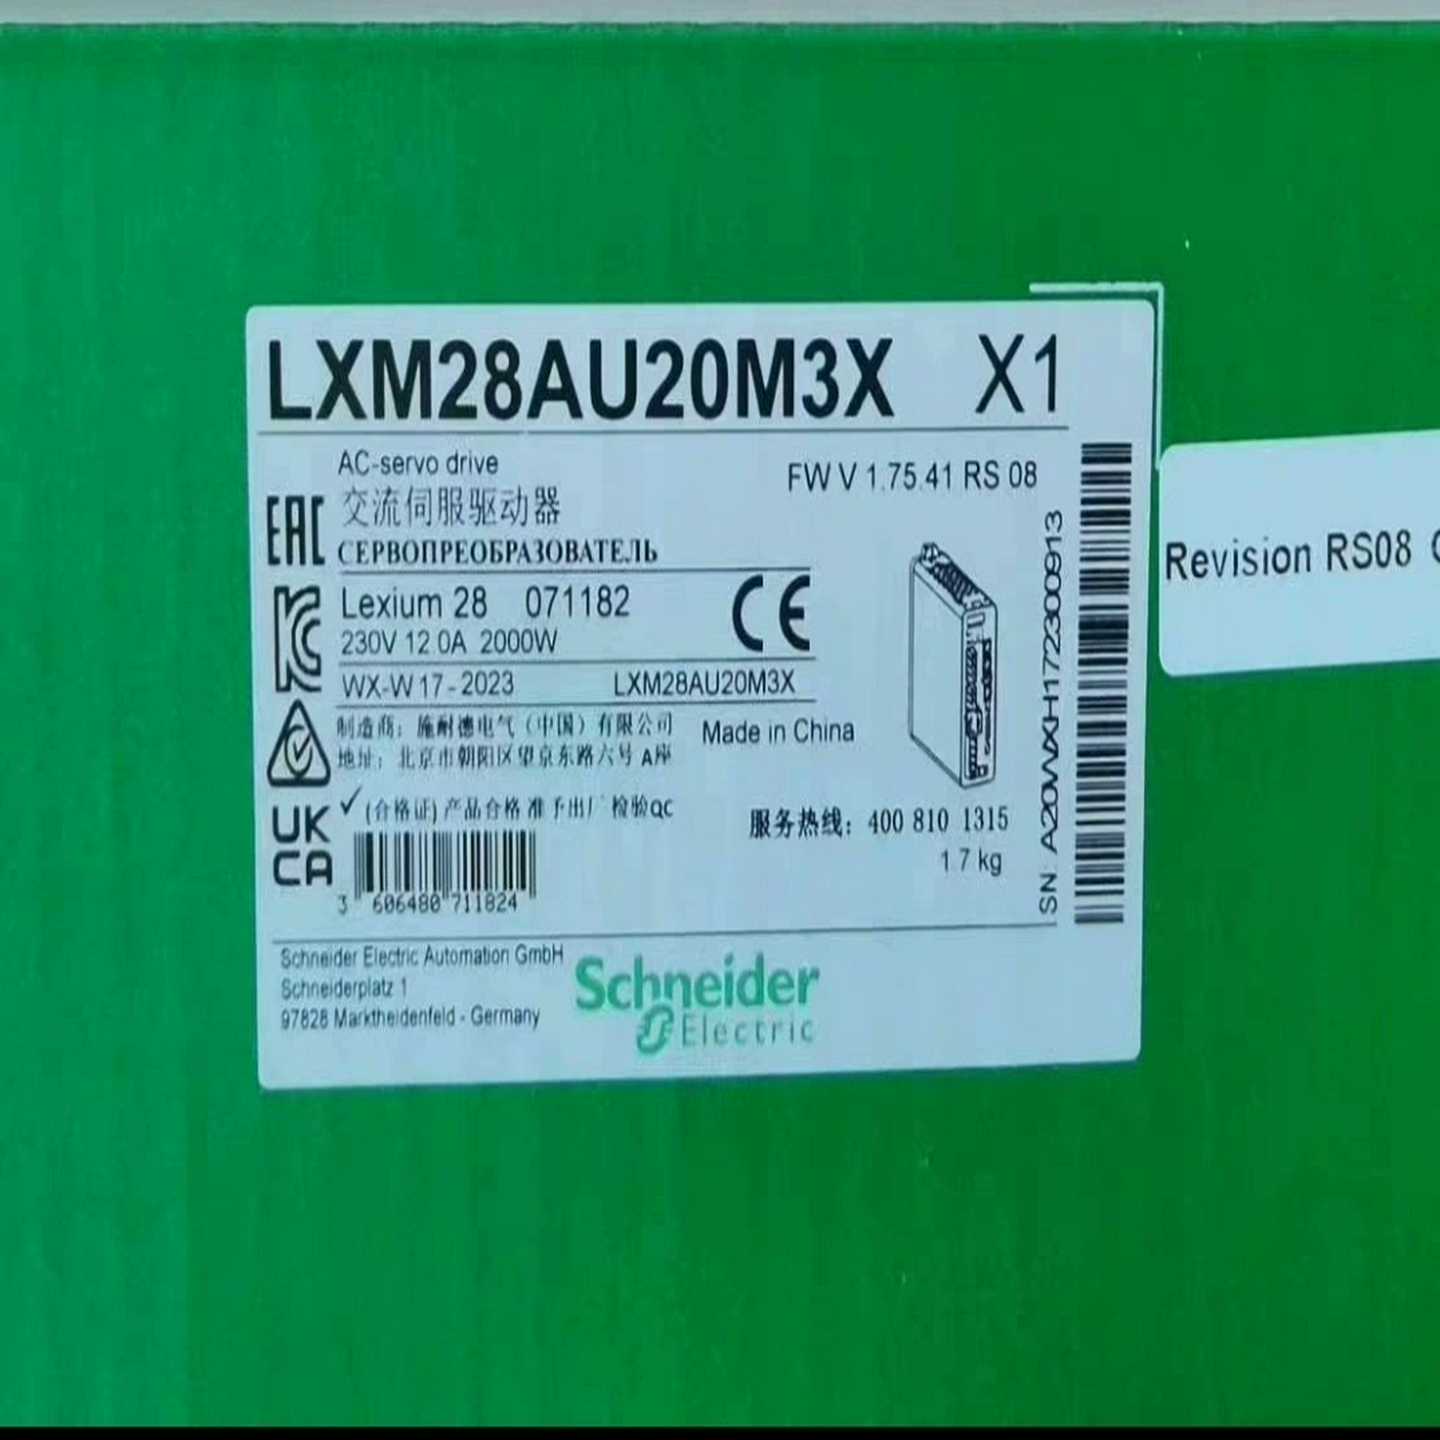 LXM28AU20M3X X1
AC-servo drive
FW V 1.75.41 RS 08
交流伺服驱动器
EAC
СЕРВОПРЕОБРАЗОВАТЕЛЬ
Lexium 28 071182
CE
230V 12.0A 2000W
WX-W 17-2023 LXM28AU20M3X
制造商：施耐德电气（中国）有限公司
Made in China
地址：北京市朝阳区望京东路六号 A座
UK
CA
✓(合格证) 产品合格 准予出厂 检验QC
服务热线：400 810 1315
1.7 kg
3 606480 711824
SN: A20WXH172300913
Schneider Electric Automation GmbH
Schneiderplatz 1
97828 Marktheidenfeld - Germany
Schneider
Electric
Revision RS08